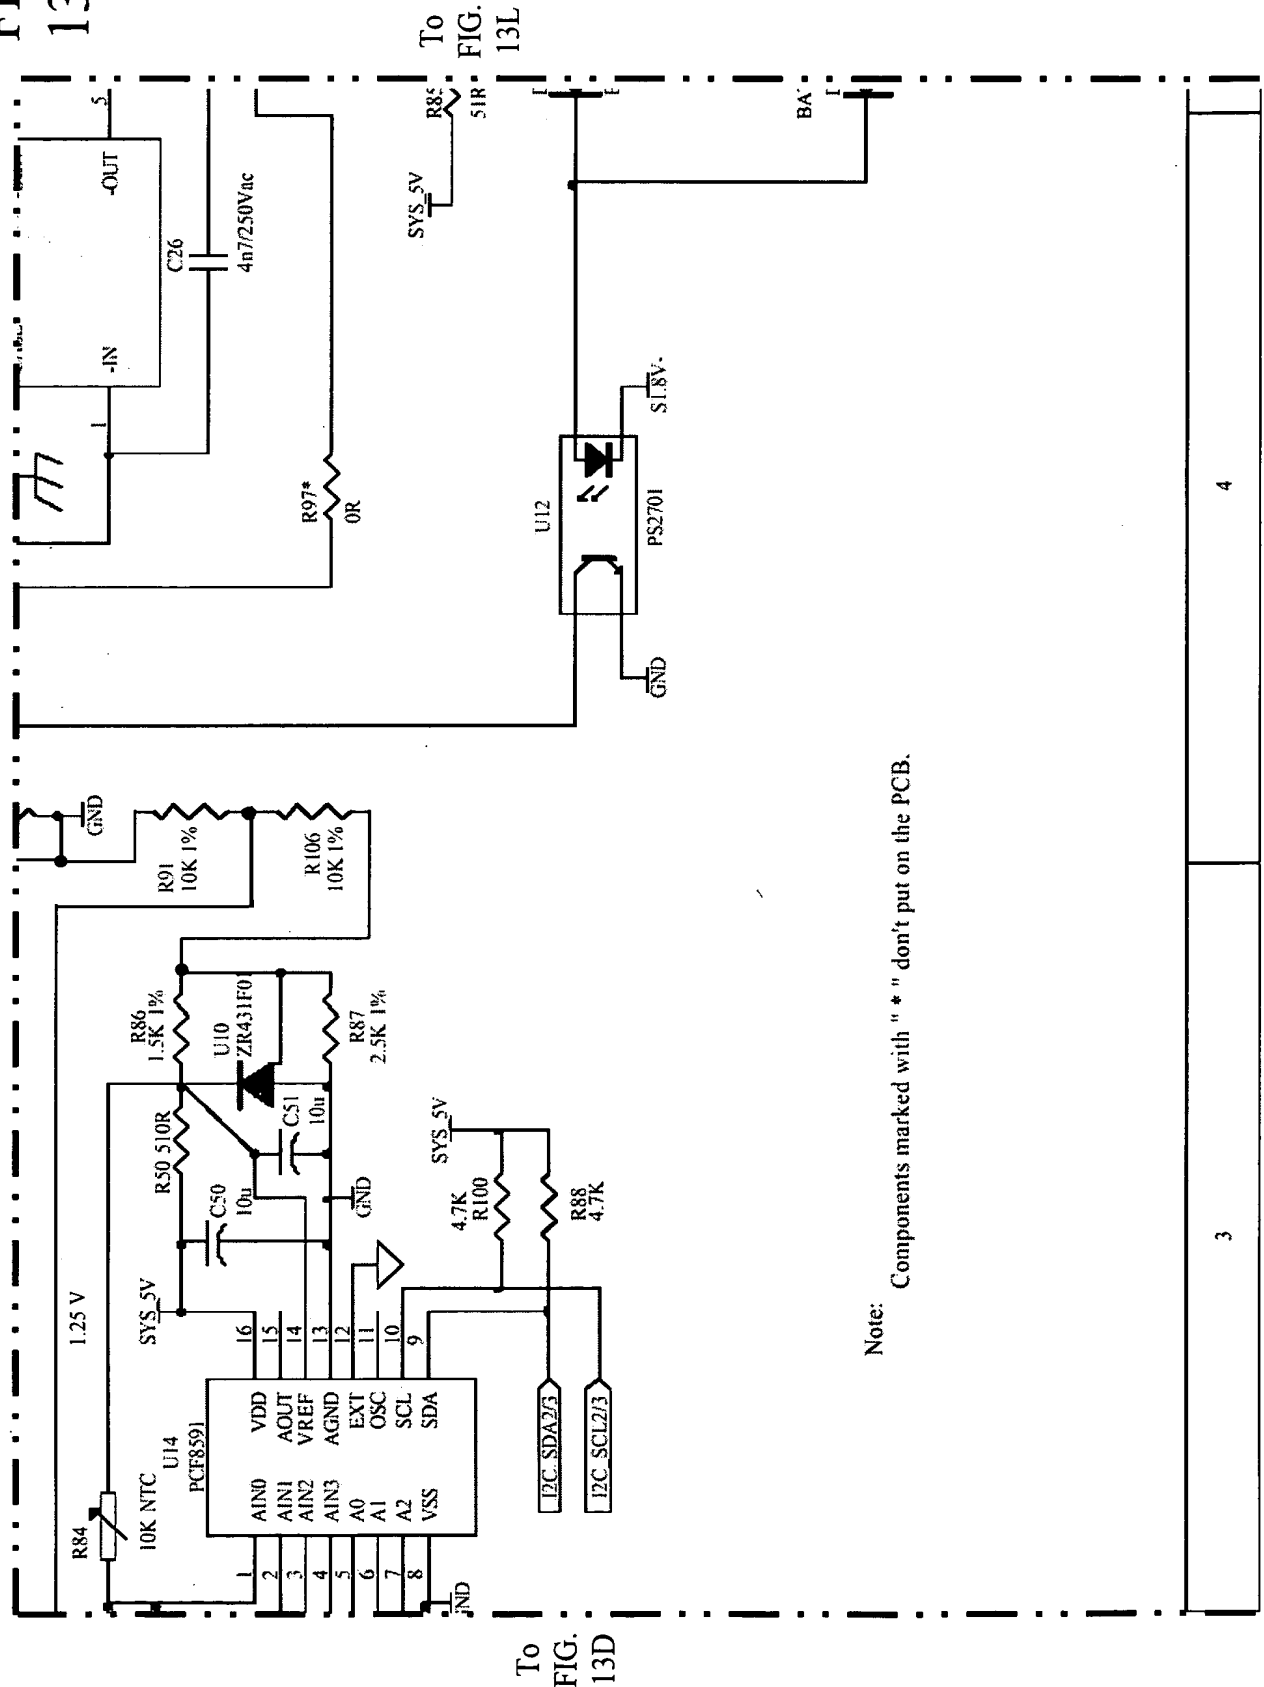 To
FIG.
13L
5
-OUT
-IN
1
C26
4n7/250Vac
R97*
0R
SYS_5V
51R
U12
PS2701
S1.8V-
GND
GND
R91
10K 1%
R106
10K 1%
R86
1.5K 1%
U10
ZR431F01
R87
2.5K 1%
R50 510R
C51
10u
C50
10u
GND
1.25 V
SYS_5V
R84
10K NTC
U14
PCF8591
AIN0
AIN1
AIN2
AIN3
A0
A1
A2
VSS
VDD
AOUT
VREF
AGND
EXT
OSC
SCL
SDA
1
2
3
4
5
6
7
8
16
15
14
13
12
11
10
9
SYS_5V
4.7K
R100
R88
4.7K
I2C_SDA2/3
I2C_SCL2/3
Note:
Components marked with " * " don't put on the PCB.
3
4
To
FIG.
13D